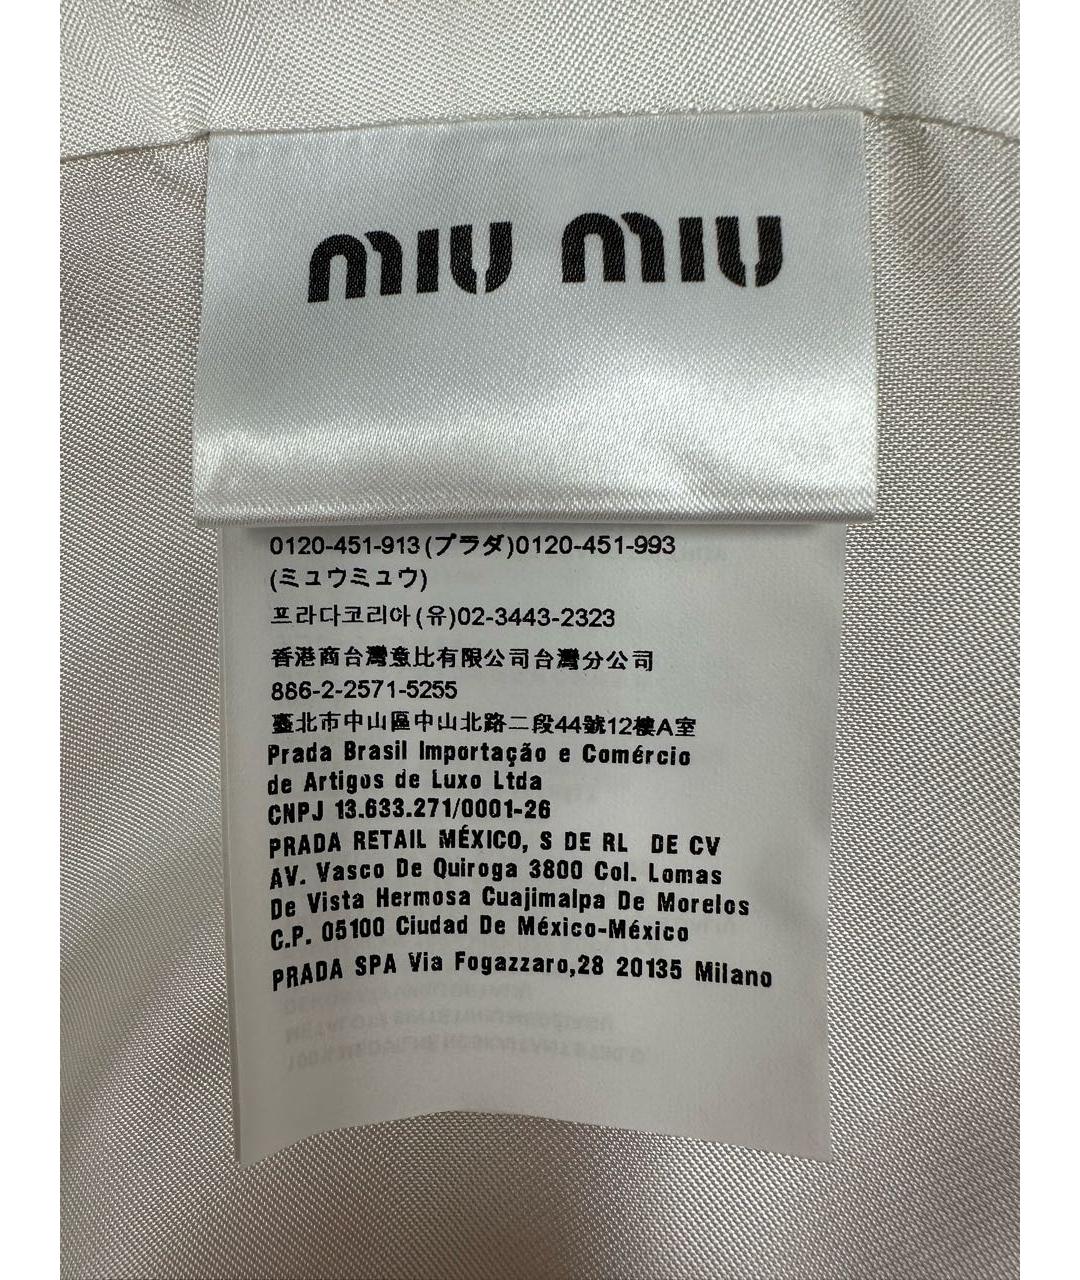 miu miu
0120-451-913(プラダ)0120-451-993
(ミュウミュウ)
프라다코리아(유)02-3443-2323
香港商台灣意比有限公司台灣分公司
886-2-2571-5255
臺北市中山區中山北路二段44號12樓A室
Prada Brasil Importação e Comércio
de Artigos de Luxo Ltda
CNPJ 13.633.271/0001-26
PRADA RETAIL MÉXICO, S DE RL DE CV
AV. Vasco De Quiroga 3800 Col. Lomas
De Vista Hermosa Cuajimalpa De Morelos
C.P. 05100 Ciudad De México-México
PRADA SPA Via Fogazzaro,28 20135 Milano